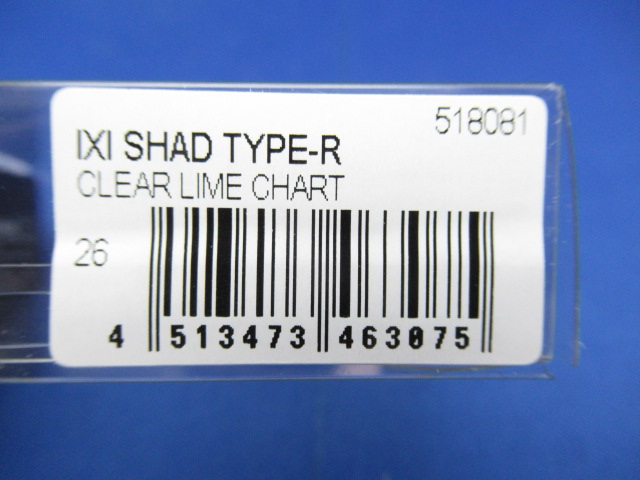 518081
IXI SHAD TYPE-R
CLEAR LIME CHART
26
4 513473 463075